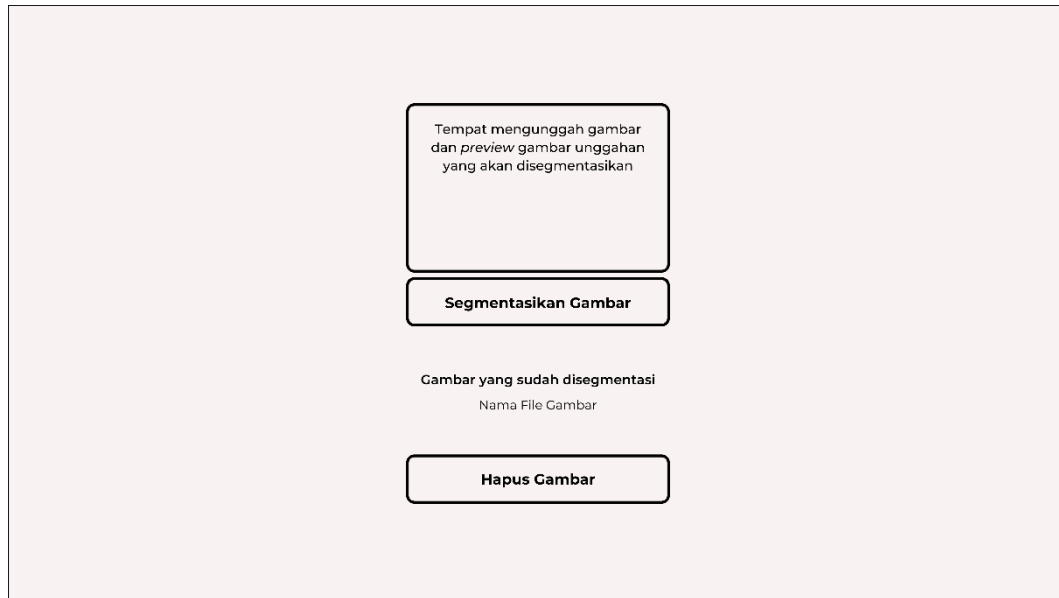 Tempat mengunggah gambar
dan preview gambar unggahan
yang akan disegmentasikan
Segmentasikan Gambar
Gambar yang sudah disegmentasi
Nama File Gambar
Hapus Gambar